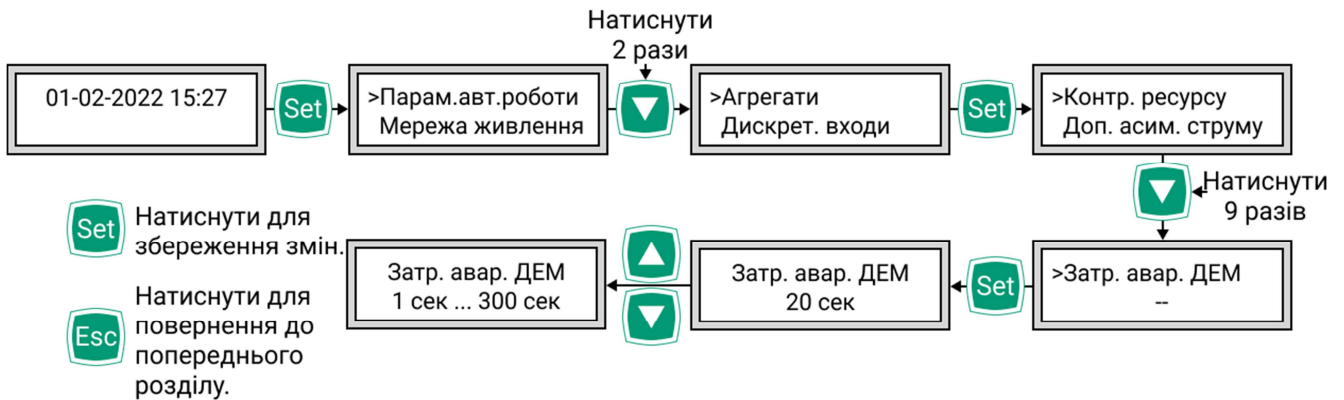 Натиснути
2 рази
01-02-2022 15:27
Set
>Парам.авт.роботи
Мережа живлення
>Агрегати
Дискрет. входи
Set
>Контр. ресурсу
Доп. асим. струму
Натиснути
9 разів
>Затр. авар. ДЕМ
--
Set
Затр. авар. ДЕМ
20 сек
Затр. авар. ДЕМ
1 сек ... 300 сек
Set
Натиснути для
збереження змін.
Esc
Натиснути для
повернення до
попереднього
розділу.